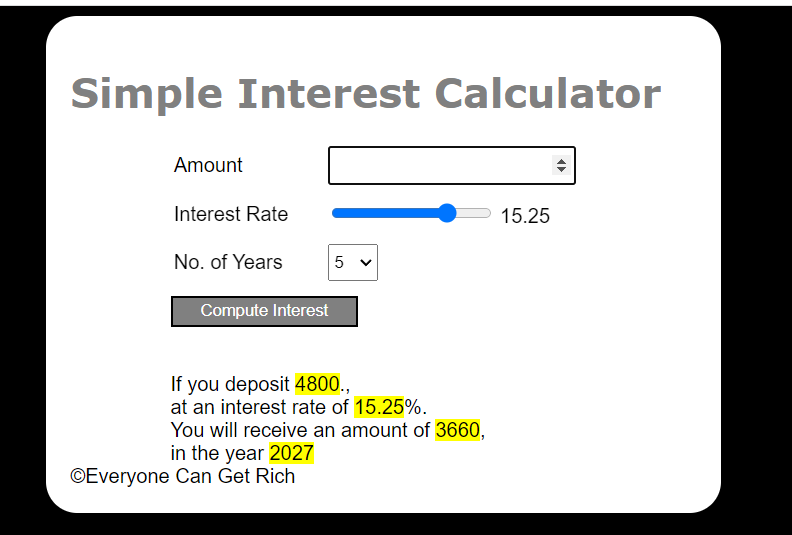 Simple Interest Calculator
Amount
Interest Rate 15.25
No. of Years 5
Compute Interest
If you deposit 4800.,
at an interest rate of 15.25%.
You will receive an amount of 3660,
in the year 2027
©Everyone Can Get Rich